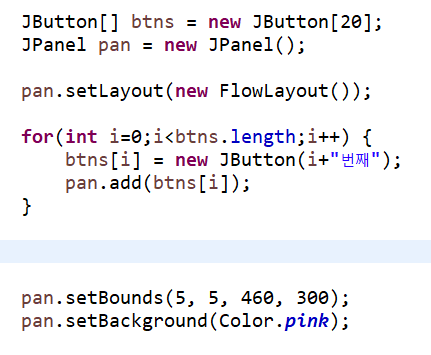 JButton[] btns = new JButton[20];
JPanel pan = new JPanel();
pan.setLayout(new FlowLayout());
for(int i=0;i<btns.length;i++) {
btns[i] = new JButton(i+"번째");
pan.add(btns[i]);
}
pan.setBounds(5, 5, 460, 300);
pan.setBackground(Color.pink);